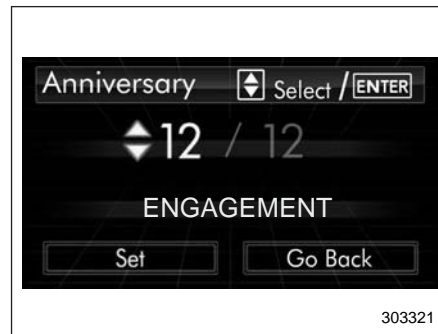 Anniversary Select / ENTER
12 / 12
ENGAGEMENT
Set Go Back
303321